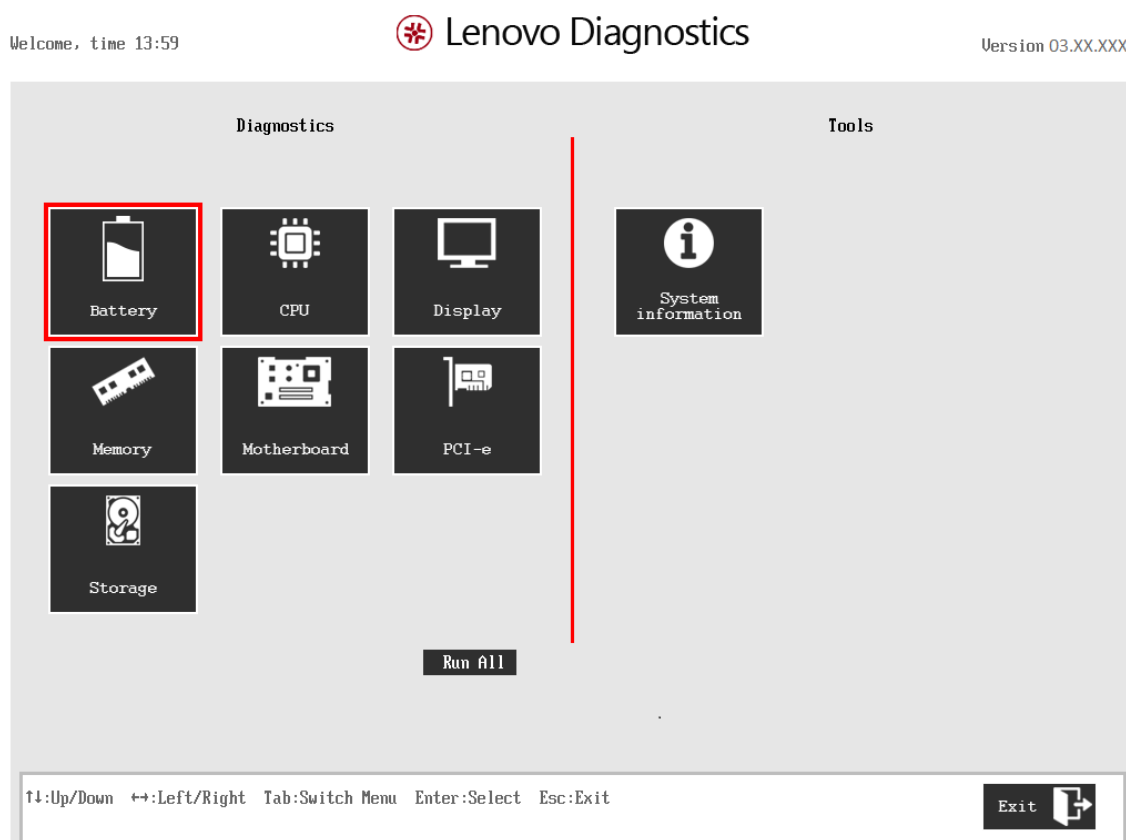 Welcome, time 13:59
Lenovo Diagnostics
Version 03.XX.XXX
Diagnostics
Tools
Battery
CPU
Display
System
information
Memory
Motherboard
PCI-e
Storage
Run All
↑↓:Up/Down ↔:Left/Right Tab:Switch Menu Enter:Select Esc:Exit
Exit